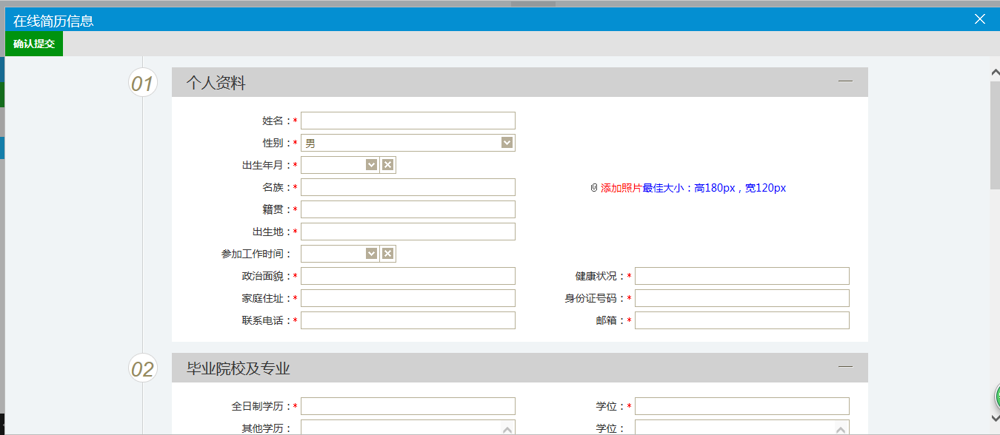 在线简历信息
确认提交
01
个人资料
姓名：*
性别：* 男
出生年月：*
名族：*
添加照片最佳大小：高180px，宽120px
籍贯：*
出生地：*
参加工作时间：
政治面貌：* 健康状况：*
家庭住址：* 身份证号码：*
联系电话：* 邮箱：*
02
毕业院校及专业
全日制学历：* 学位：*
其他学历： 学位：